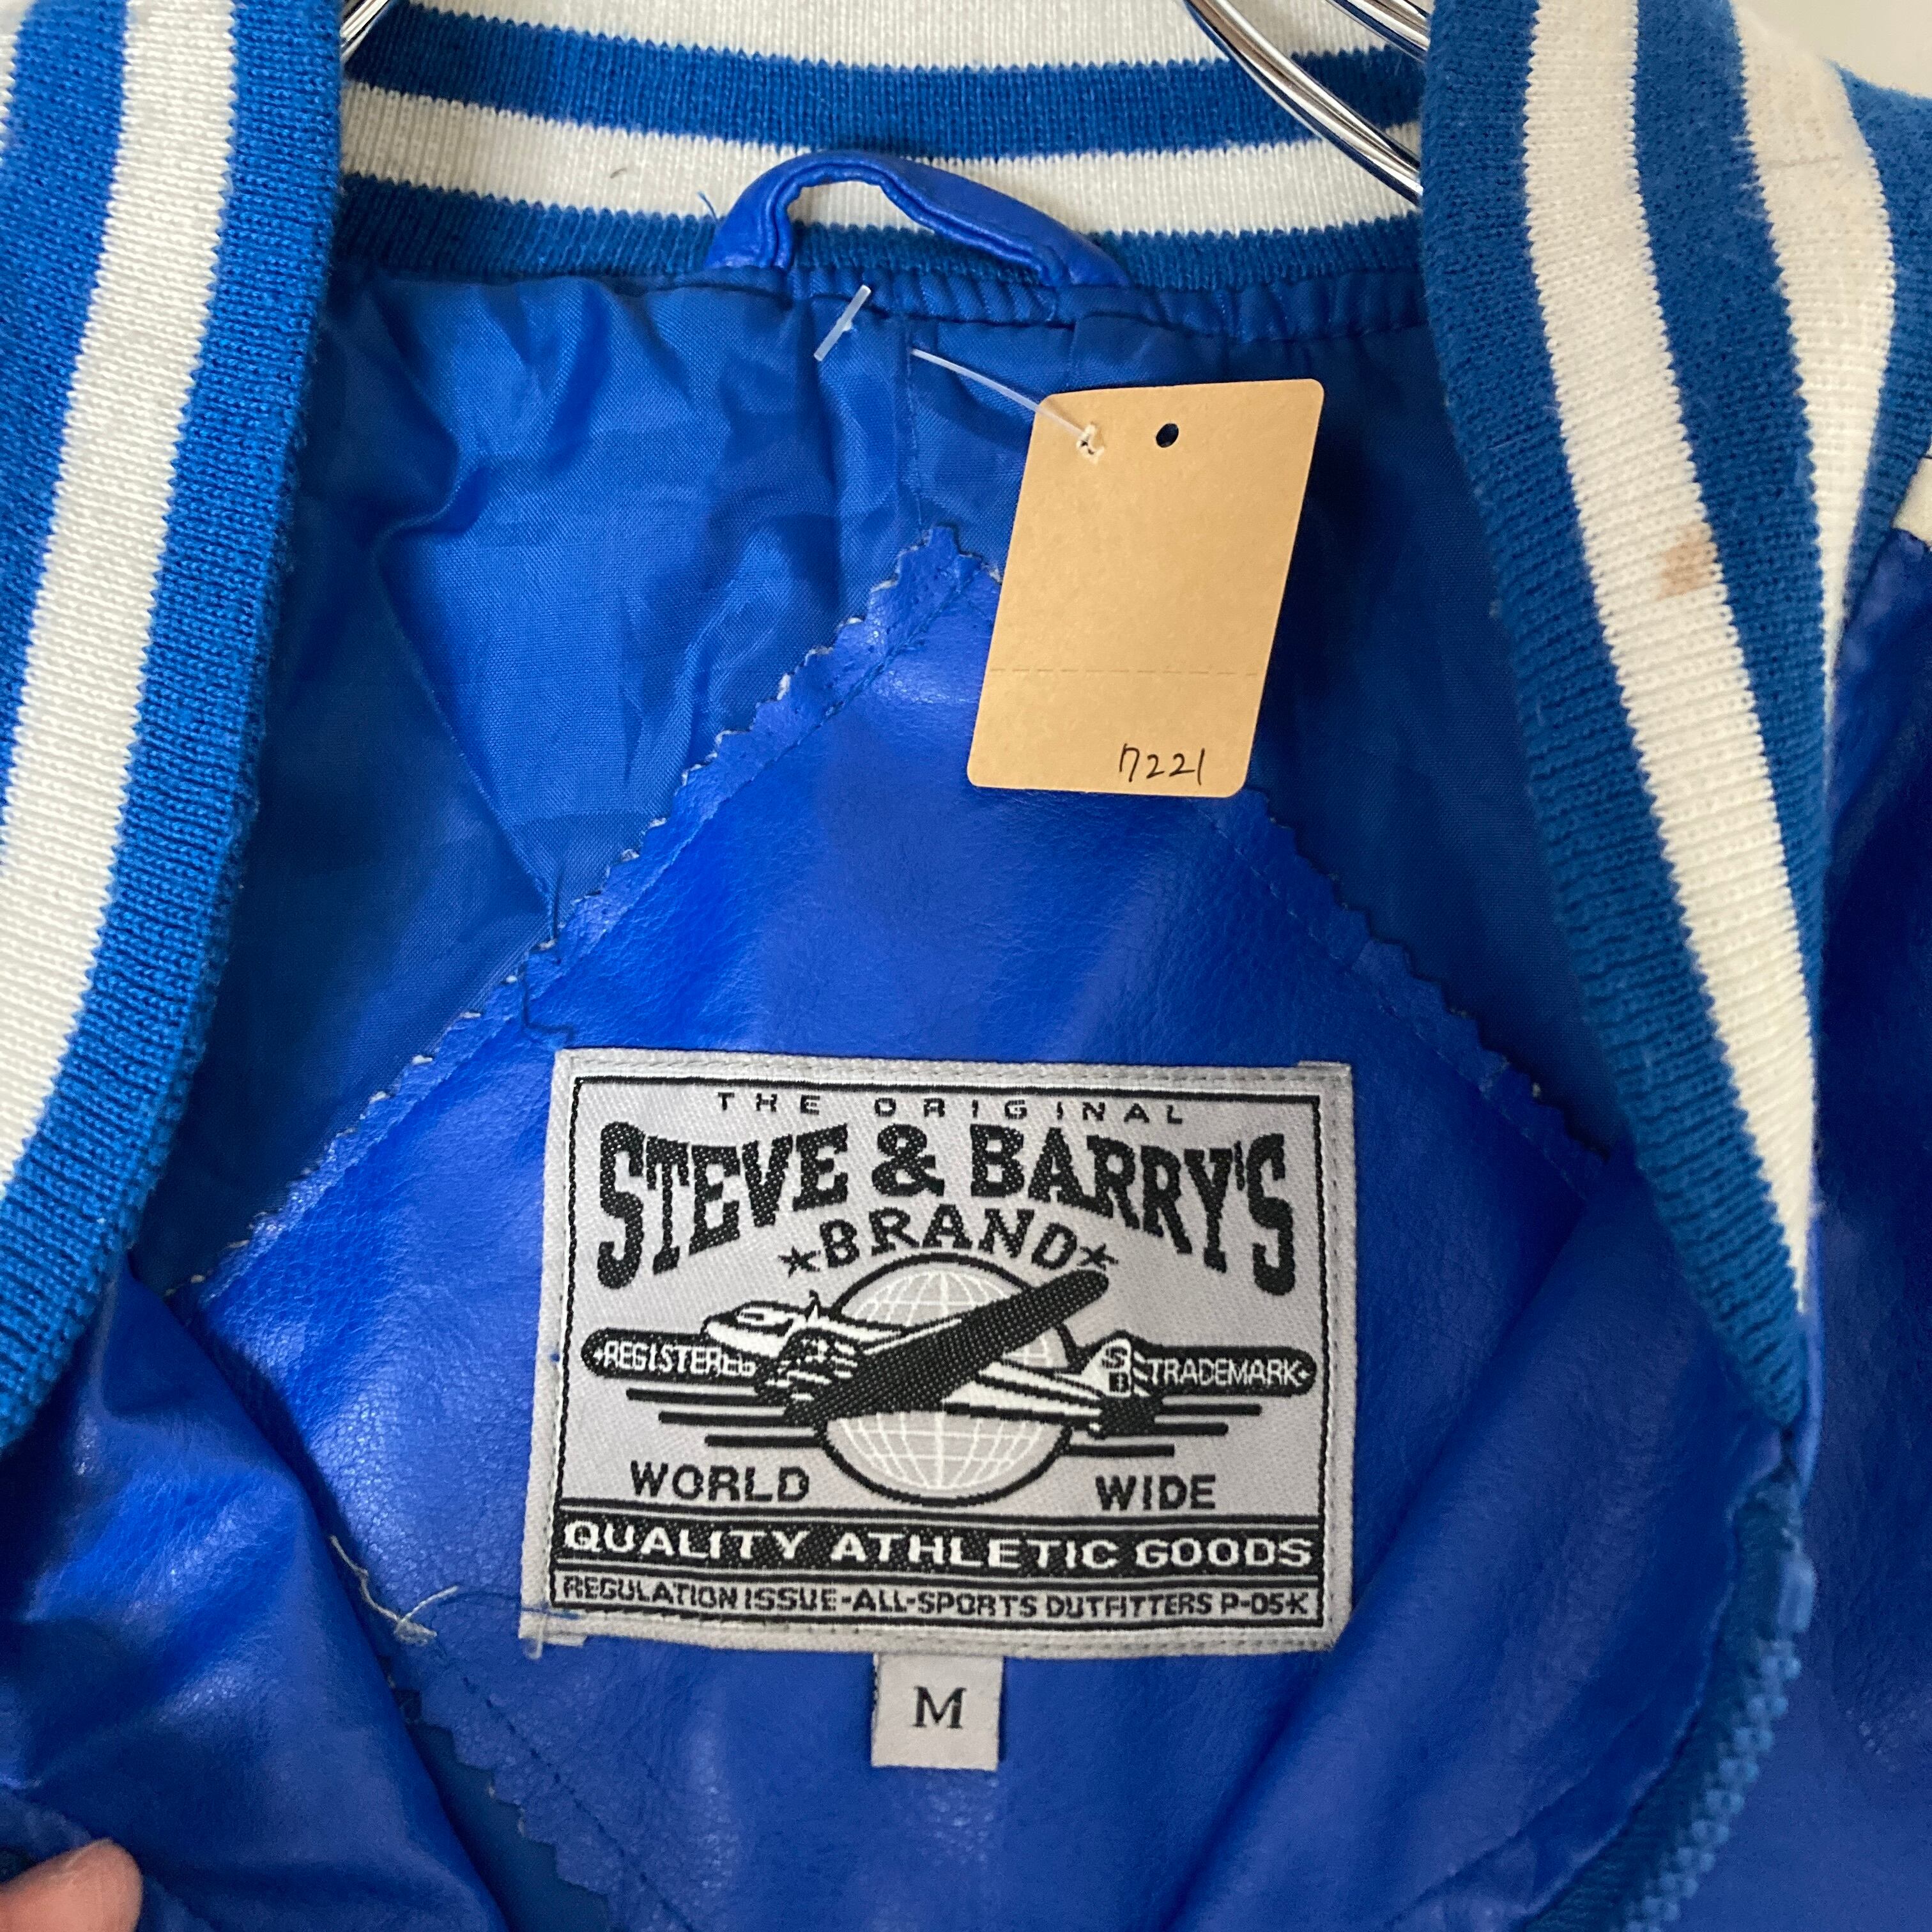 7221
THE ORIGINAL
STEVE & BARRY'S
★BRAND★
REGISTERED
TRADEMARK
WORLD WIDE
QUALITY ATHLETIC GOODS
REGULATION ISSUE-ALL-SPORTS OUTFITTERS P-05-K
M